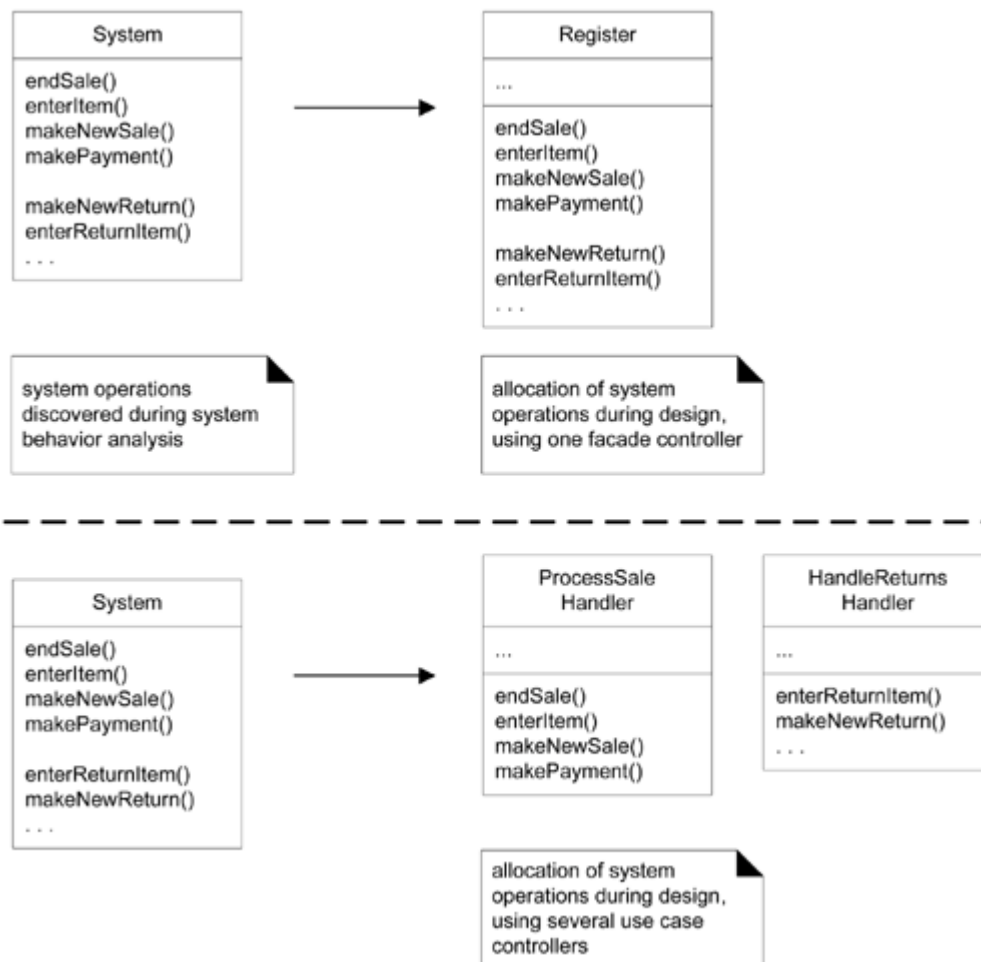 System
endSale()
enterItem()
makeNewSale()
makePayment()
makeNewReturn()
enterReturnItem()
. . .
Register
...
endSale()
enterItem()
makeNewSale()
makePayment()
makeNewReturn()
enterReturnItem()
. . .
system operations
discovered during system
behavior analysis
allocation of system
operations during design,
using one facade controller
System
endSale()
enterItem()
makeNewSale()
makePayment()
enterReturnItem()
makeNewReturn()
. . .
ProcessSale
Handler
...
endSale()
enterItem()
makeNewSale()
makePayment()
HandleReturns
Handler
...
enterReturnItem()
makeNewReturn()
. . .
allocation of system
operations during design,
using several use case
controllers